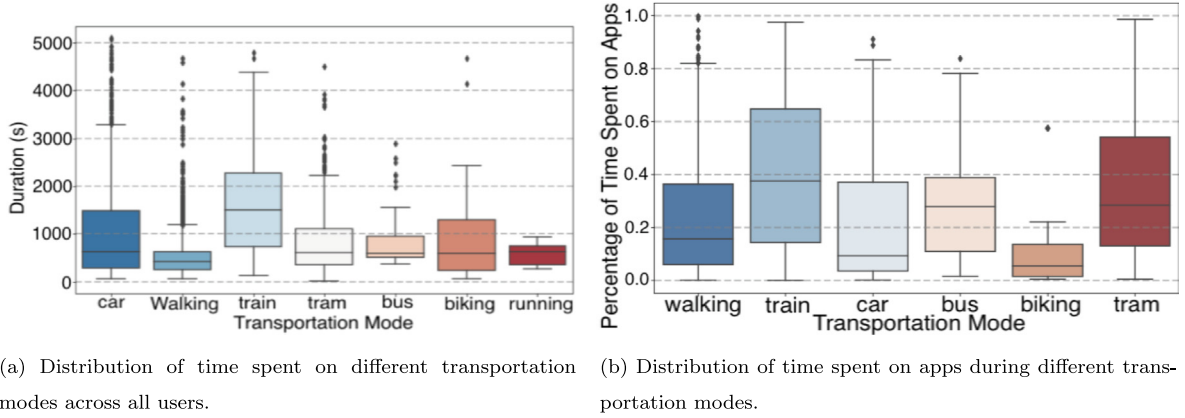 5000
4000
3000
2000
1000
0
Duration (s)
car Walking train tram bus biking running
Transportation Mode
1.0
0.8
0.6
0.4
0.2
0.0
Percentage of Time Spent on Apps
walking train car bus biking tram
Transportation Mode
(a) Distribution of time spent on different transportation
modes across all users.
(b) Distribution of time spent on apps during different trans-
portation modes.